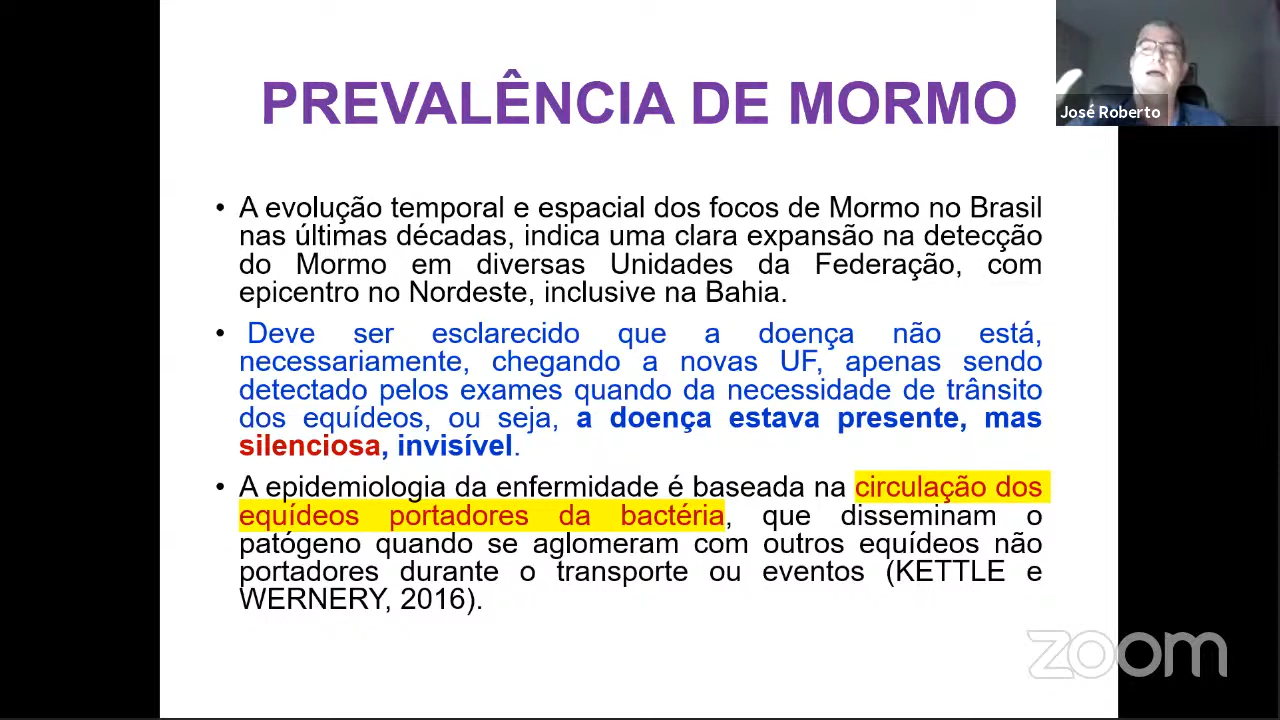 PREVALÊNCIA DE MORMO
José Roberto
• A evolução temporal e espacial dos focos de Mormo no Brasil
nas últimas décadas, indica uma clara expansão na detecção
do Mormo em diversas Unidades da Federação, com
epicentro no Nordeste, inclusive na Bahia.
• Deve ser esclarecido que a doença não está,
necessariamente, chegando a novas UF, apenas sendo
detectado pelos exames quando da necessidade de trânsito
dos equídeos, ou seja, a doença estava presente, mas
silenciosa, invisível.
• A epidemiologia da enfermidade é baseada na circulação dos
equídeos portadores da bactéria, que disseminam o
patógeno quando se aglomeram com outros equídeos não
portadores durante o transporte ou eventos (KETTLE e
WERNERY, 2016).
zoom